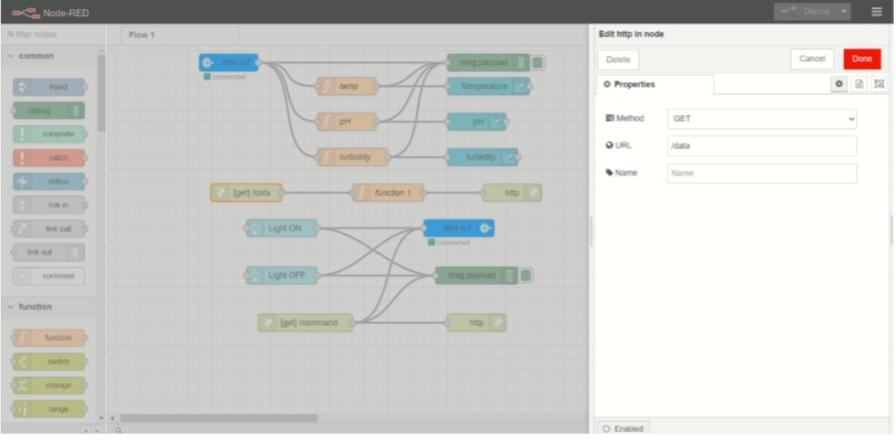 Node-RED
Deploy
filter nodes
Flow 1
common
inject
debug
complete
catch
status
link in
link call
link out
comment
function
function
switch
change
range
IBM IoT
connected
msg.payload
temp
Temperature
pH
pH
turbidity
turbidity
[get] /data
function 1
http
Light ON
IBM IoT
connected
Light OFF
msg.payload
[get] /command
http
Edit http in node
Delete
Cancel
Done
Properties
Method
GET
URL
/data
Name
Name
Enabled